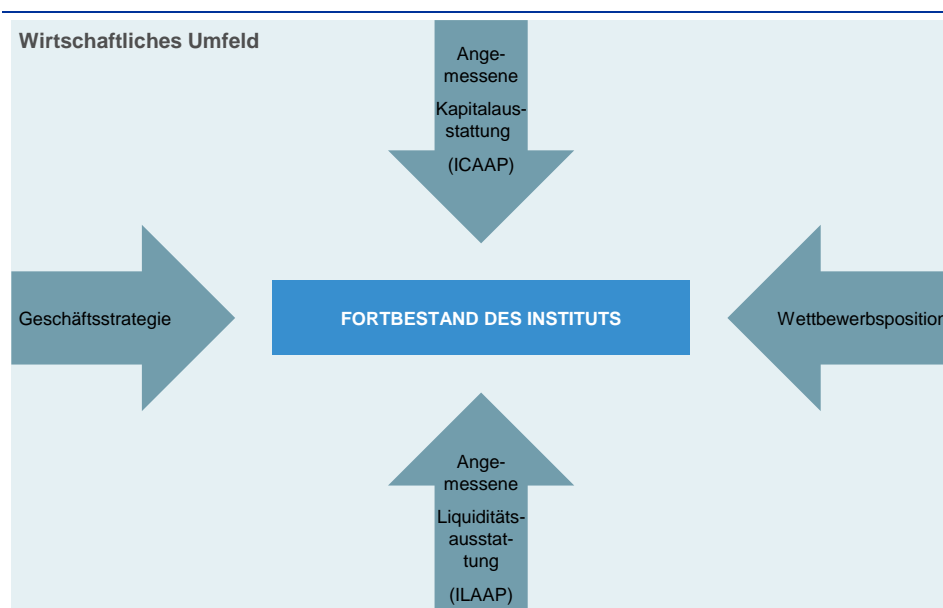 Wirtschaftliches Umfeld
Ange-
messene
Kapitalaus-
stattung
(ICAAP)
Geschäftsstrategie
FORTBESTAND DES INSTITUTS
Wettbewerbsposition
Ange-
messene
Liquiditäts-
ausstat-
tung
(ILAAP)